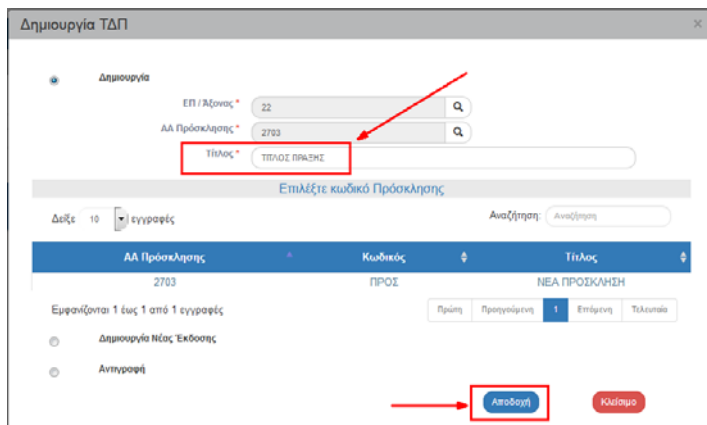 Δημιουργία ΤΔΠ ×
Δημιουργία
ΕΠ / Άξονας * 22
ΑΑ Πρόσκλησης * 2703
Τίτλος * ΤΙΤΛΟΣ ΠΡΑΞΗΣ
Επιλέξτε κωδικό Πρόσκλησης
Δείξε 10 εγγραφές Αναζήτηση: Αναζήτηση
ΑΑ Πρόσκλησης Κωδικός Τίτλος
2703 ΠΡΟΣ ΝΕΑ ΠΡΟΣΚΛΗΣΗ
Εμφανίζονται 1 έως 1 από 1 εγγραφές Πρώτη Προηγούμενη 1 Επόμενη Τελευταία
Δημιουργία Νέας Έκδοσης
Αντιγραφή
Αποδοχή Κλείσιμο